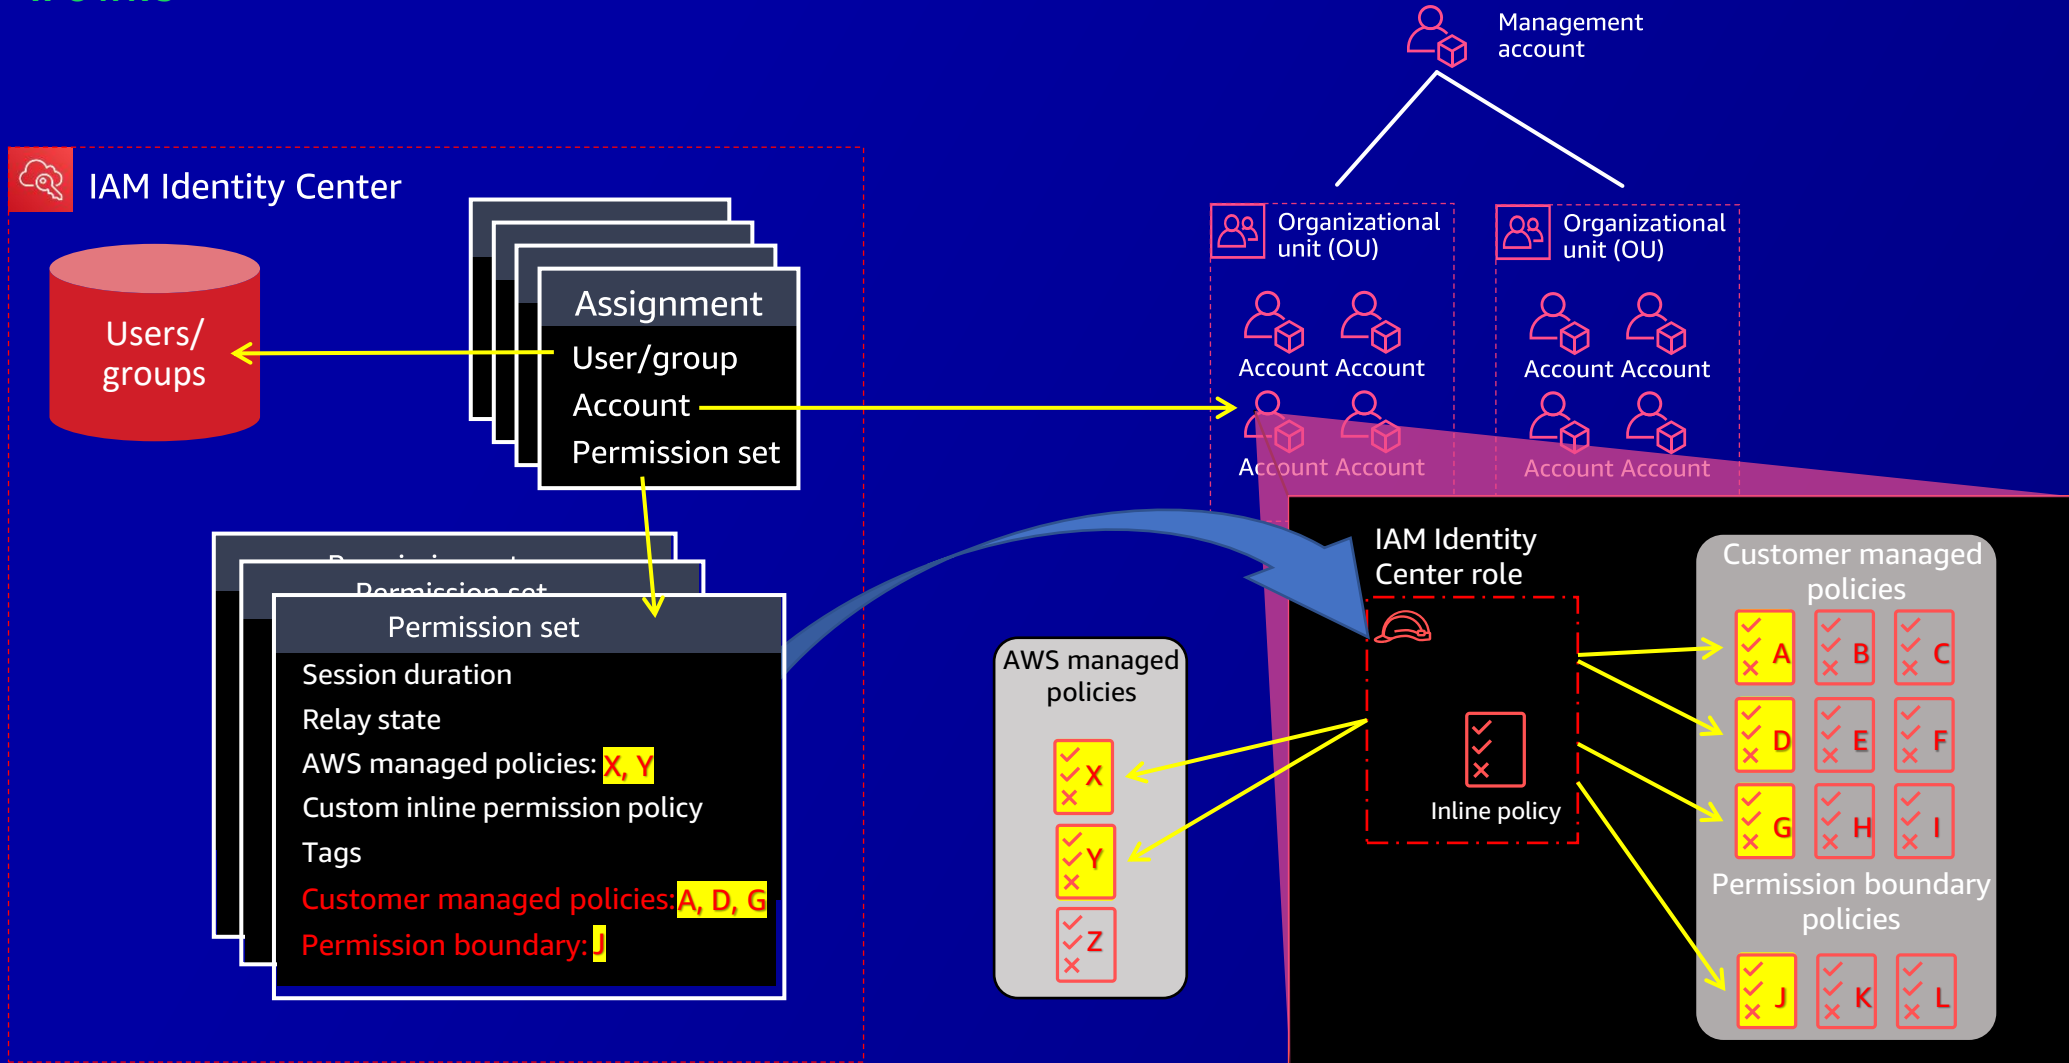 Management
account
IAM Identity Center
Users/
groups
Assignment
User/group
Account
Permission set
Organizational
unit (OU)
Account Account
Account Account
Organizational
unit (OU)
Account Account
Account Account
Permission set
Permission set
Session duration
Relay state
AWS managed policies: X, Y
Custom inline permission policy
Tags
Customer managed policies: A, D, G
Permission boundary: J
AWS managed
policies
X
Y
Z
IAM Identity
Center role
Inline policy
Customer managed
policies
A B C
D E F
G H I
Permission boundary
policies
J K L